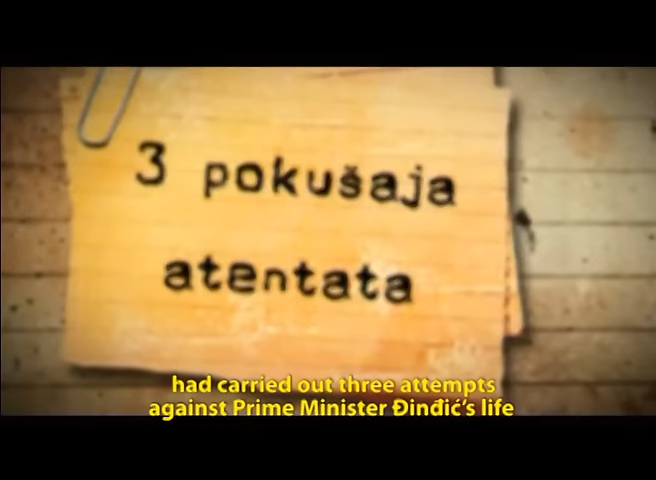 3 pokušaja
atentata
had carried out three attempts
against Prime Minister Đinđić's life